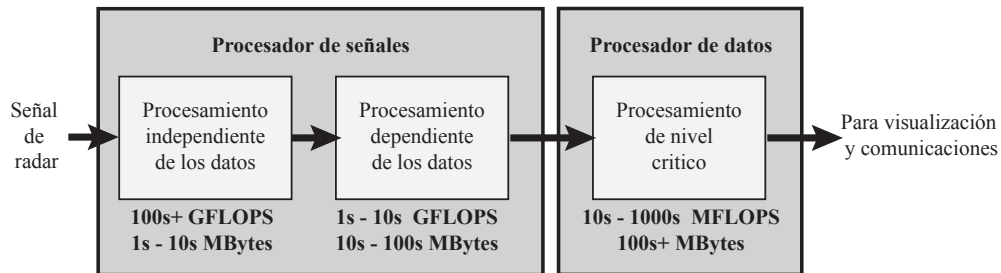 Procesador de señales
Procesador de datos
Señal
de
radar
Procesamiento
independiente
de los datos
Procesamiento
dependiente
de los datos
Procesamiento
de nivel
critico
Para visualización
y comunicaciones
100s+ GFLOPS
1s - 10s MBytes
1s - 10s GFLOPS
10s - 100s MBytes
10s - 1000s MFLOPS
100s+ MBytes